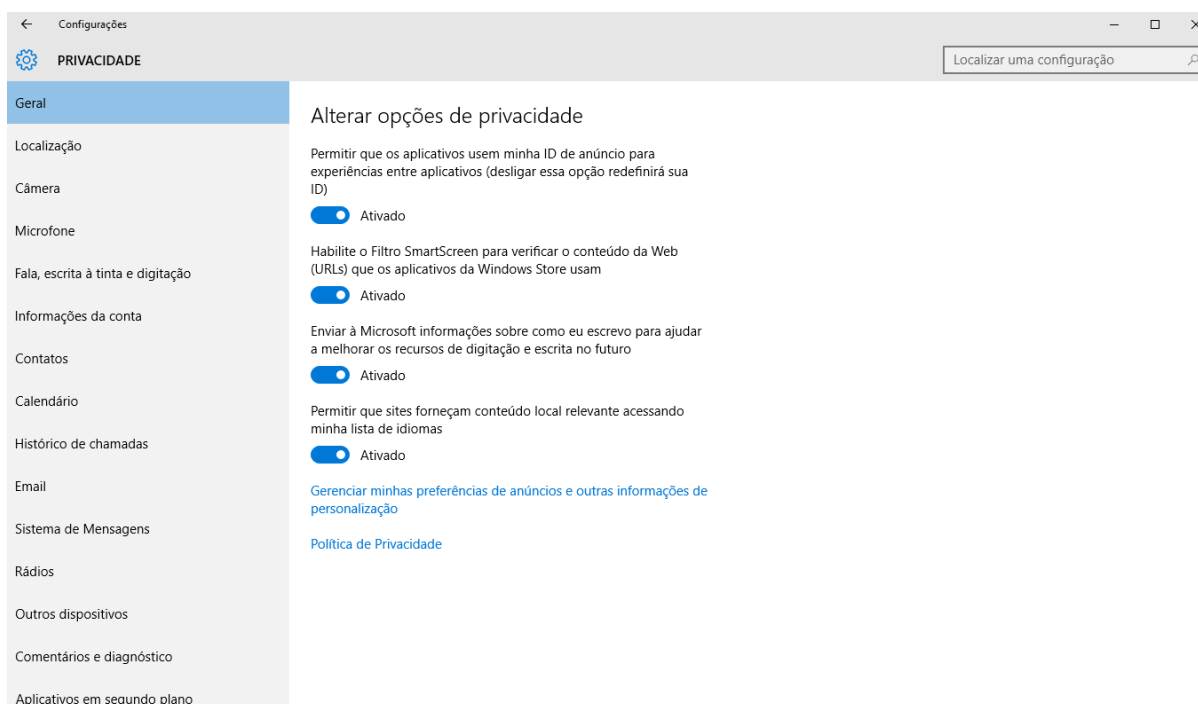 Configurações
PRIVACIDADE
Localizar uma configuração
Geral
Localização
Câmera
Microfone
Fala, escrita à tinta e digitação
Informações da conta
Contatos
Calendário
Histórico de chamadas
Email
Sistema de Mensagens
Rádios
Outros dispositivos
Comentários e diagnóstico
Aplicativos em segundo plano
Alterar opções de privacidade
Permitir que os aplicativos usem minha ID de anúncio para
experiências entre aplicativos (desligar essa opção redefinirá sua
ID)
Ativado
Habilite o Filtro SmartScreen para verificar o conteúdo da Web
(URLs) que os aplicativos da Windows Store usam
Ativado
Enviar à Microsoft informações sobre como eu escrevo para ajudar
a melhorar os recursos de digitação e escrita no futuro
Ativado
Permitir que sites forneçam conteúdo local relevante acessando
minha lista de idiomas
Ativado
Gerenciar minhas preferências de anúncios e outras informações de
personalização
Política de Privacidade